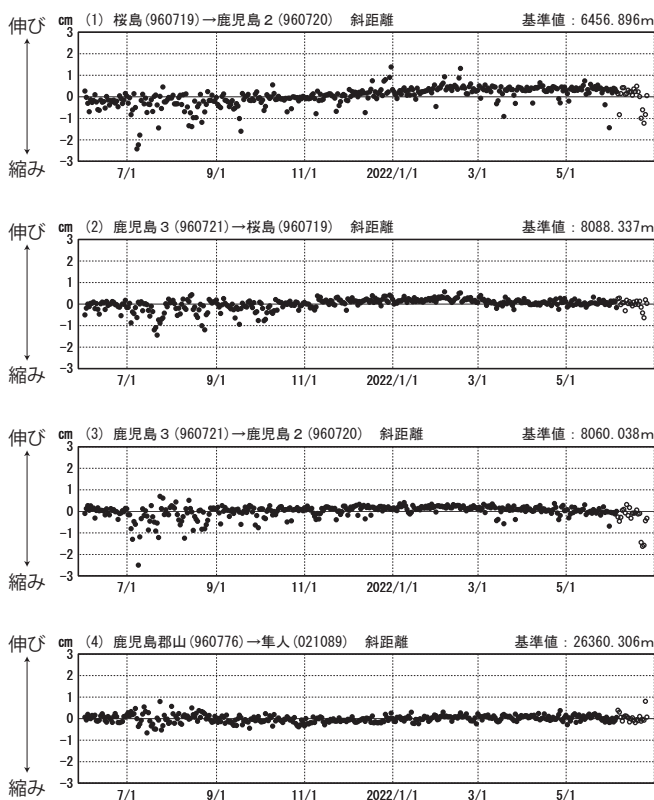 伸び cm (1) 桜島(960719)→鹿児島2(960720) 斜距離 基準値:6456.896m
3
2
1
0
-1
-2
縮み -3
7/1 9/1 11/1 2022/1/1 3/1 5/1
伸び cm (2) 鹿児島3(960721)→桜島(960719) 斜距離 基準値:8088.337m
3
2
1
0
-1
-2
縮み -3
7/1 9/1 11/1 2022/1/1 3/1 5/1
伸び cm (3) 鹿児島3(960721)→鹿児島2(960720) 斜距離 基準値:8060.038m
3
2
1
0
-1
-2
縮み -3
7/1 9/1 11/1 2022/1/1 3/1 5/1
伸び cm (4) 鹿児島郡山(960776)→隼人(021089) 斜距離 基準値:26360.306m
3
2
1
0
-1
-2
縮み -3
7/1 9/1 11/1 2022/1/1 3/1 5/1